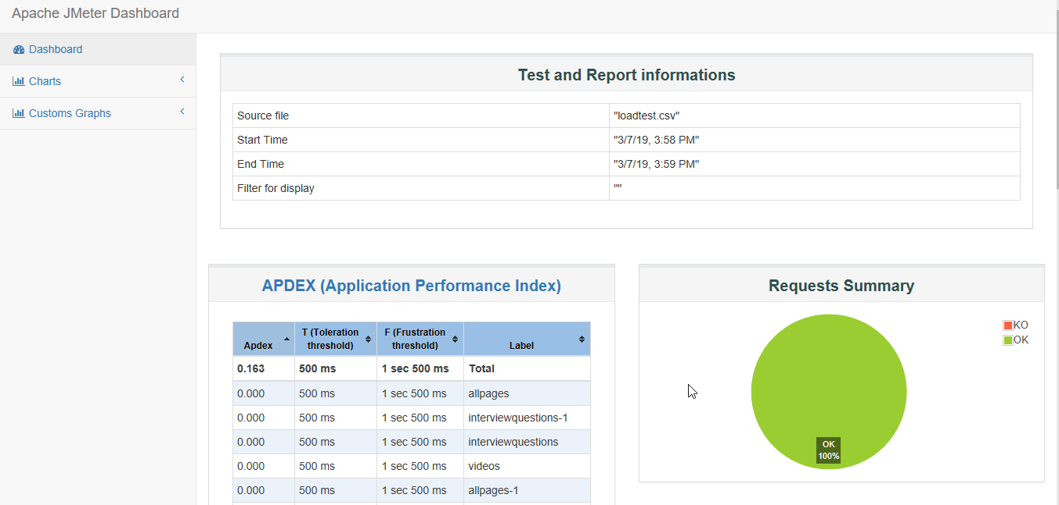 Apache JMeter Dashboard
Dashboard
Charts
Customs Graphs
Test and Report informations
Source file "loadtest.csv"
Start Time "3/7/19, 3:58 PM"
End Time "3/7/19, 3:59 PM"
Filter for display ""
APDEX (Application Performance Index)
Apdex T (Toleration threshold) F (Frustration threshold) Label
0.163 500 ms 1 sec 500 ms Total
0.000 500 ms 1 sec 500 ms allpages
0.000 500 ms 1 sec 500 ms interviewquestions-1
0.000 500 ms 1 sec 500 ms interviewquestions
0.000 500 ms 1 sec 500 ms videos
0.000 500 ms 1 sec 500 ms allpages-1
Requests Summary
KO
OK
OK
100%